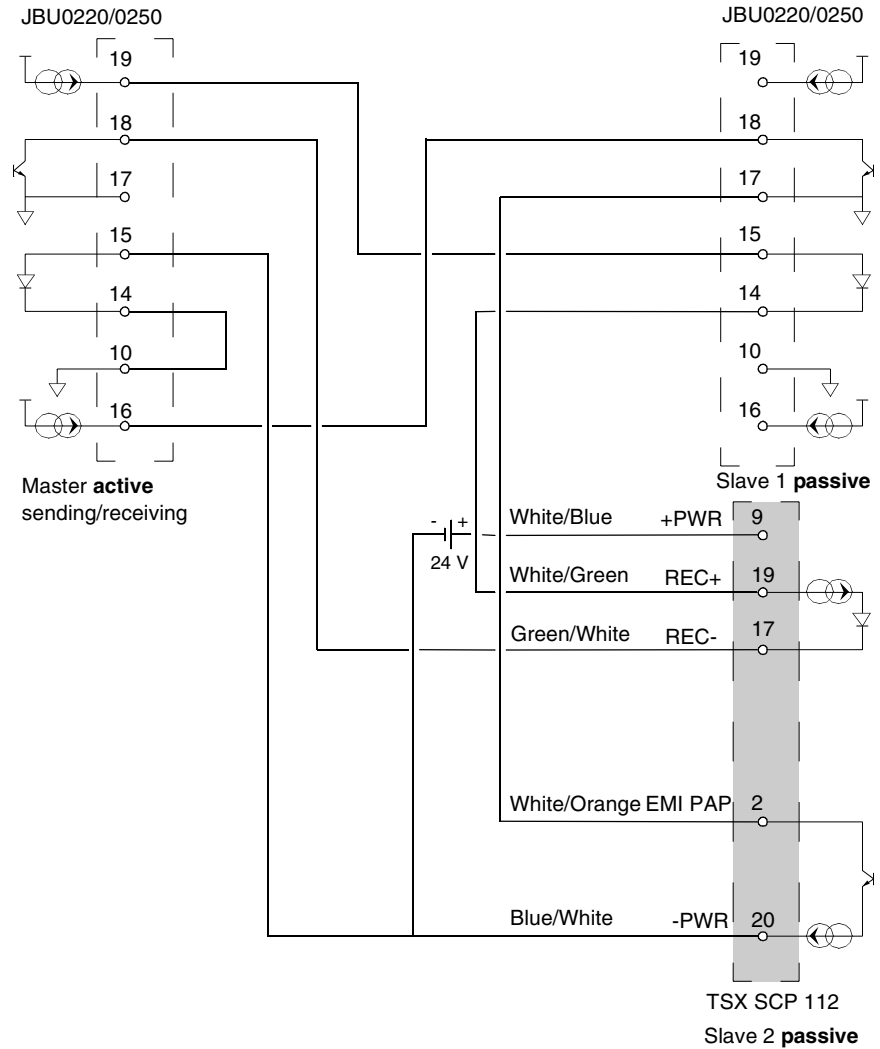 JBU0220/0250
19
18
17
15
14
10
16
Master active
sending/receiving
JBU0220/0250
19
18
17
15
14
10
16
Slave 1 passive
- +
24 V
White/Blue +PWR 9
White/Green REC+ 19
Green/White REC- 17
White/Orange EMI PAP 2
Blue/White -PWR 20
TSX SCP 112
Slave 2 passive